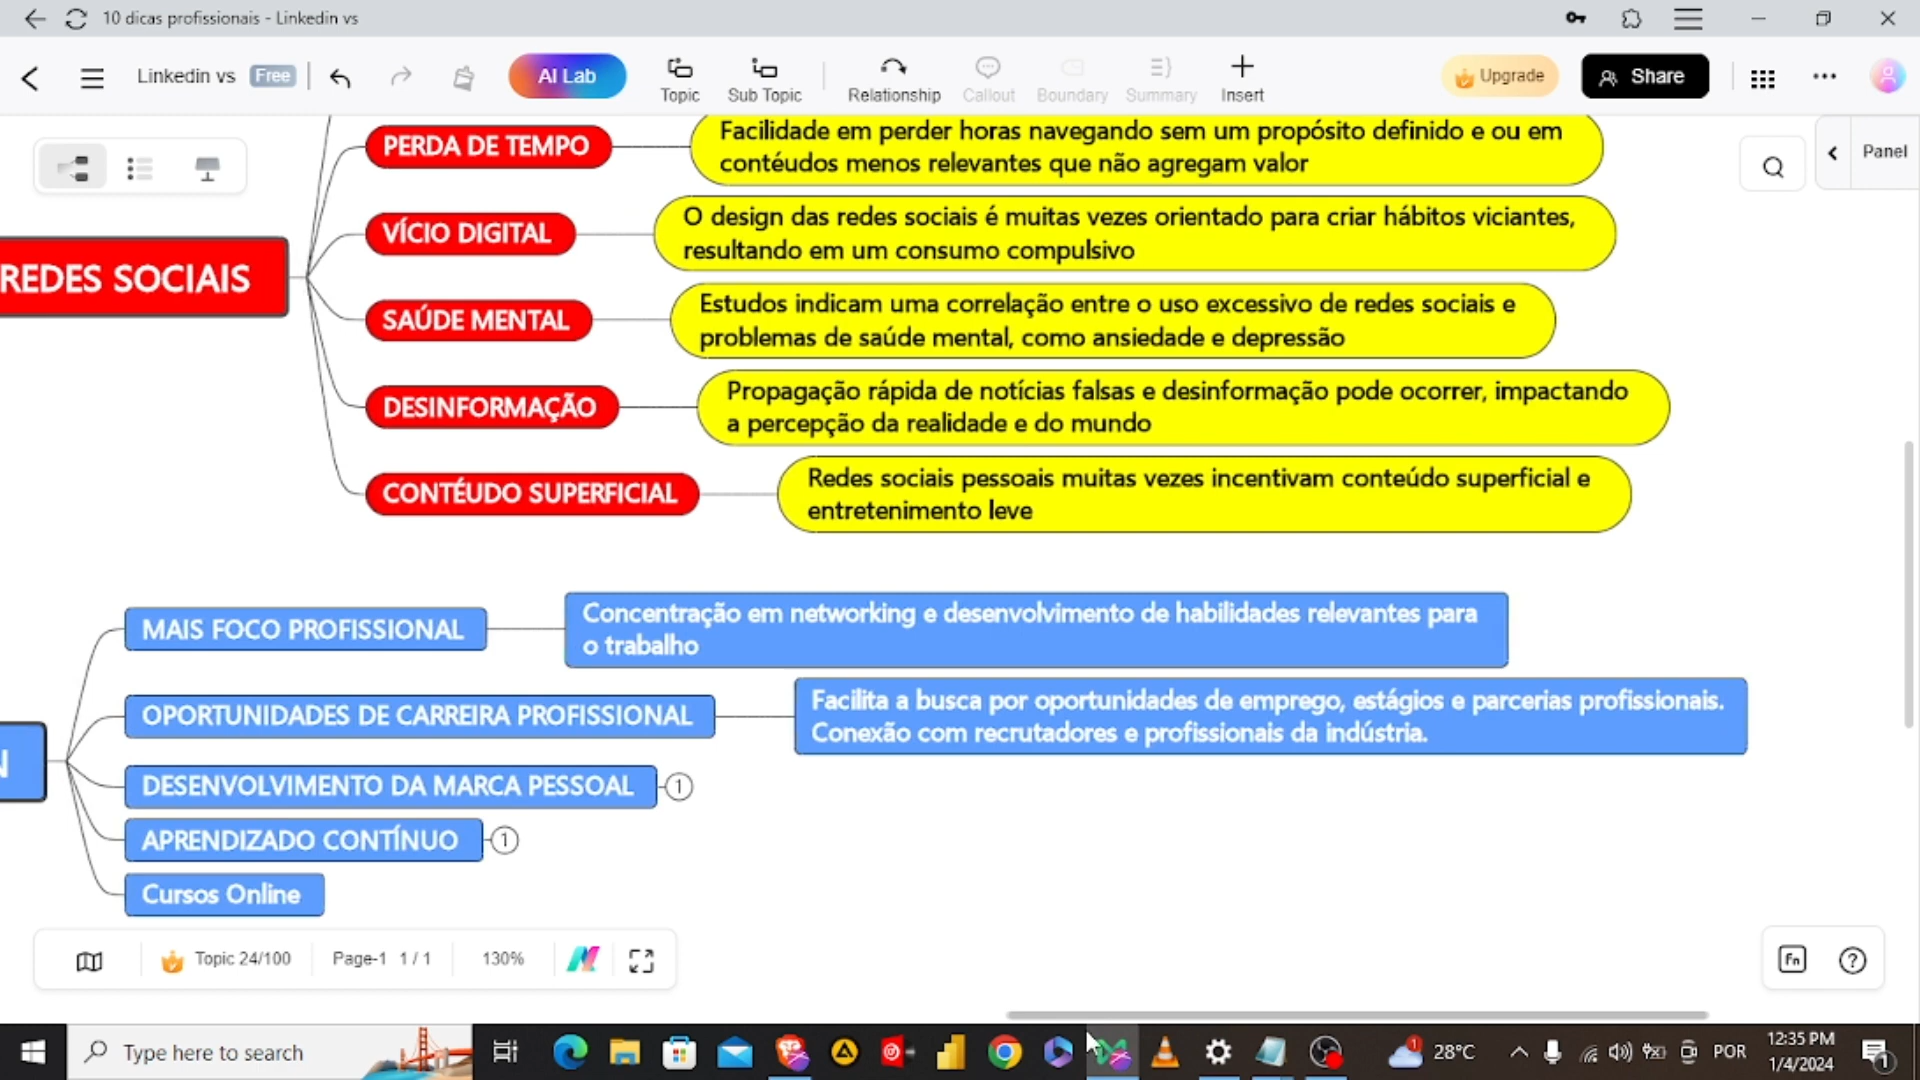 10 dicas profissionais - Linkedin vs
Linkedin vs
Free
AI Lab
Topic
Sub Topic
Relationship
Callout
Boundary
Summary
Insert
Upgrade
Share
Panel
PERDA DE TEMPO
Facilidade em perder horas navegando sem um propósito definido e ou em
conteúdos menos relevantes que não agregam valor
VÍCIO DIGITAL
O design das redes sociais é muitas vezes orientado para criar hábitos viciantes,
resultando em um consumo compulsivo
REDES SOCIAIS
SAÚDE MENTAL
Estudos indicam uma correlação entre o uso excessivo de redes sociais e
problemas de saúde mental, como ansiedade e depressão
DESINFORMAÇÃO
Propagação rápida de notícias falsas e desinformação pode ocorrer, impactando
a percepção da realidade e do mundo
CONTÉUDO SUPERFICIAL
Redes sociais pessoais muitas vezes incentivam conteúdo superficial e
entretenimento leve
MAIS FOCO PROFISSIONAL
Concentração em networking e desenvolvimento de habilidades relevantes para
o trabalho
OPORTUNIDADES DE CARREIRA PROFISSIONAL
Facilita a busca por oportunidades de emprego, estágios e parcerias profissionais.
Conexão com recrutadores e profissionais da indústria.
N
DESENVOLVIMENTO DA MARCA PESSOAL
1
APRENDIZADO CONTÍNUO
1
Cursos Online
Topic 24/100
Page-1 1 / 1
130%
Fn
Type here to search
1
28°C
POR
12:35 PM
1/4/2024
1